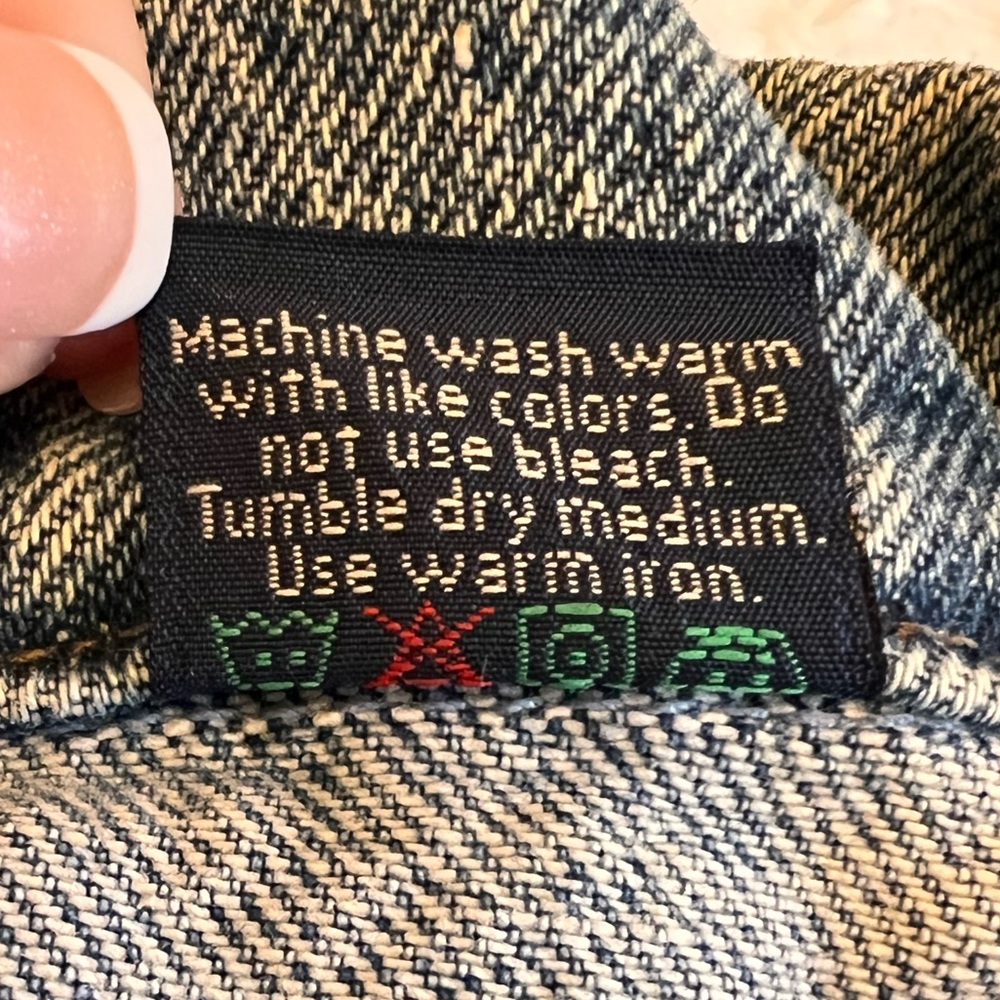 Machine wash warm
with like colors. Do
not use bleach.
Tumble dry medium.
Use warm iron.